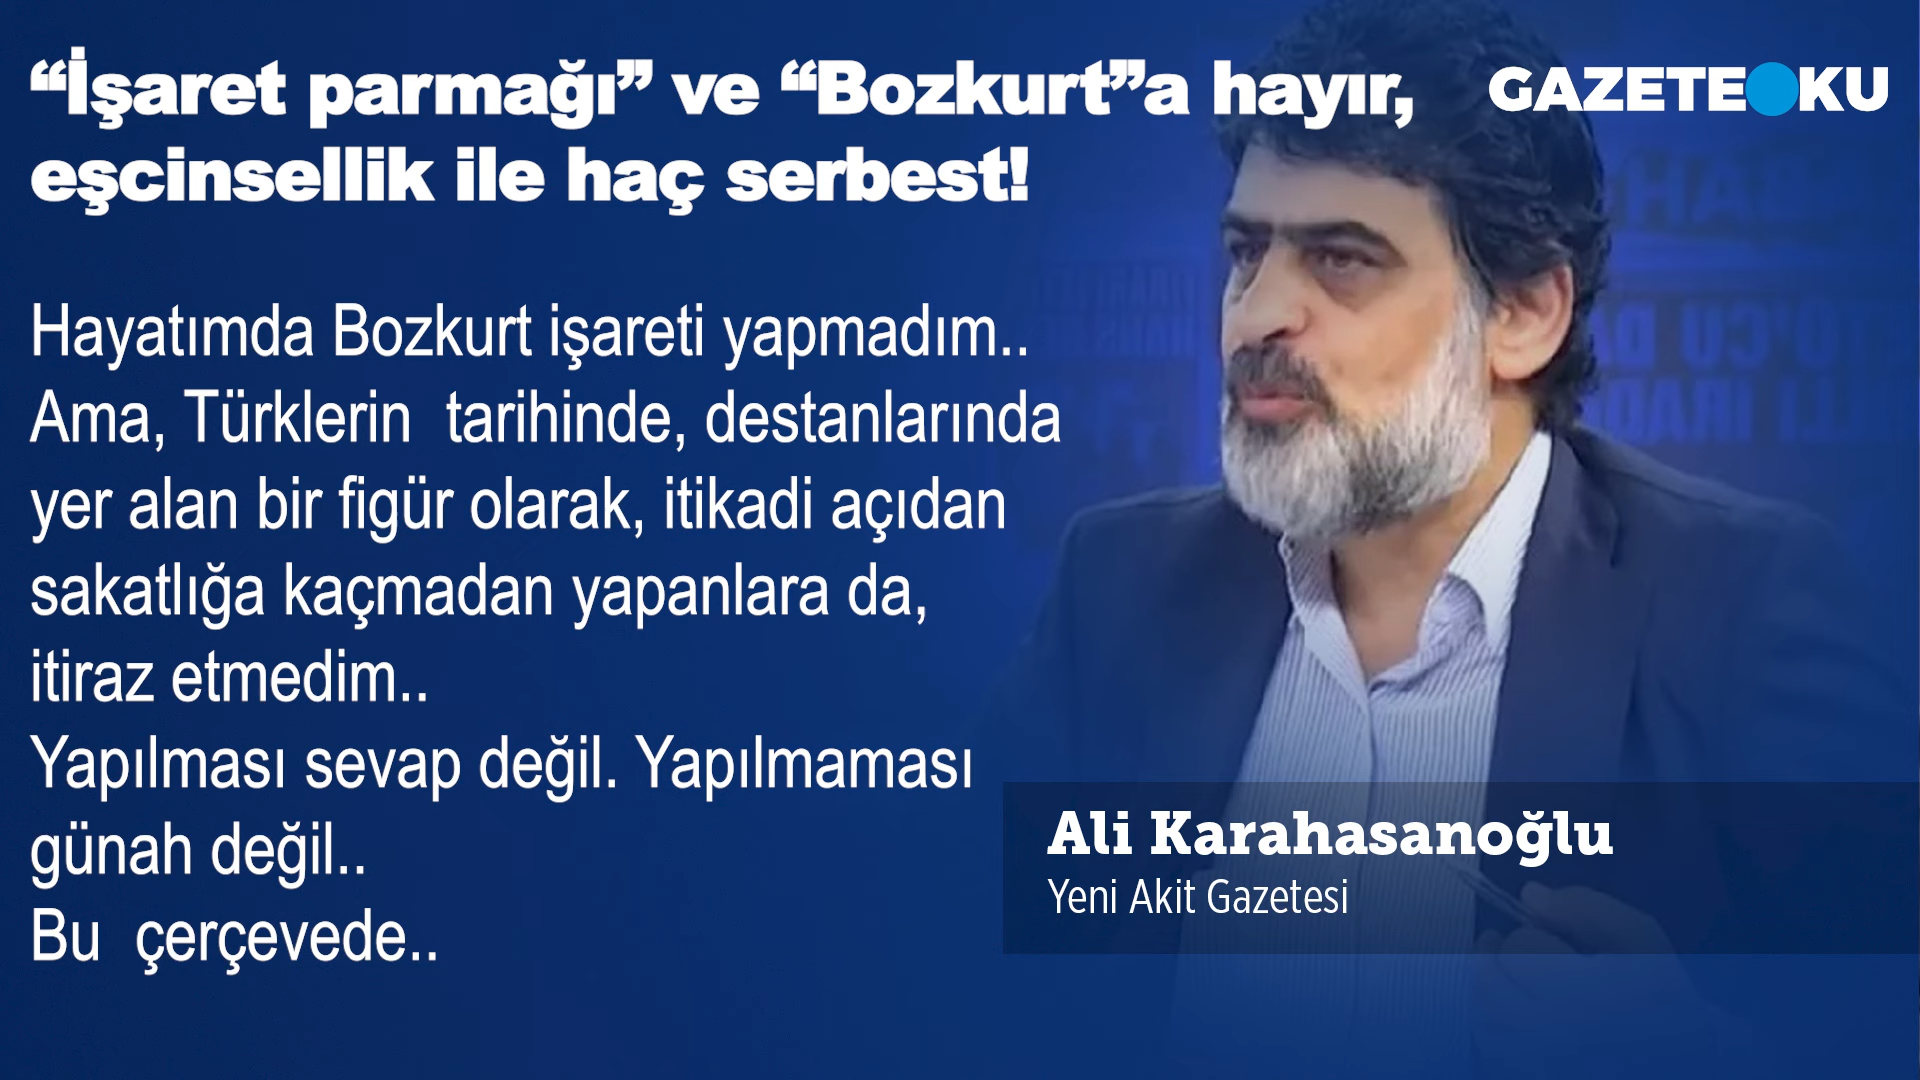 “İşaret parmağı” ve “Bozkurt”a hayır,
eşcinsellik ile haç serbest!
GAZETEOKU
Hayatımda Bozkurt işareti yapmadım..
Ama, Türklerin tarihinde, destanlarında
yer alan bir figür olarak, itikadi açıdan
sakatlığa kaçmadan yapanlara da,
itiraz etmedim..
Yapılması sevap değil. Yapılmaması
günah değil..
Bu çerçevede..
Ali Karahasanoğlu
Yeni Akit Gazetesi